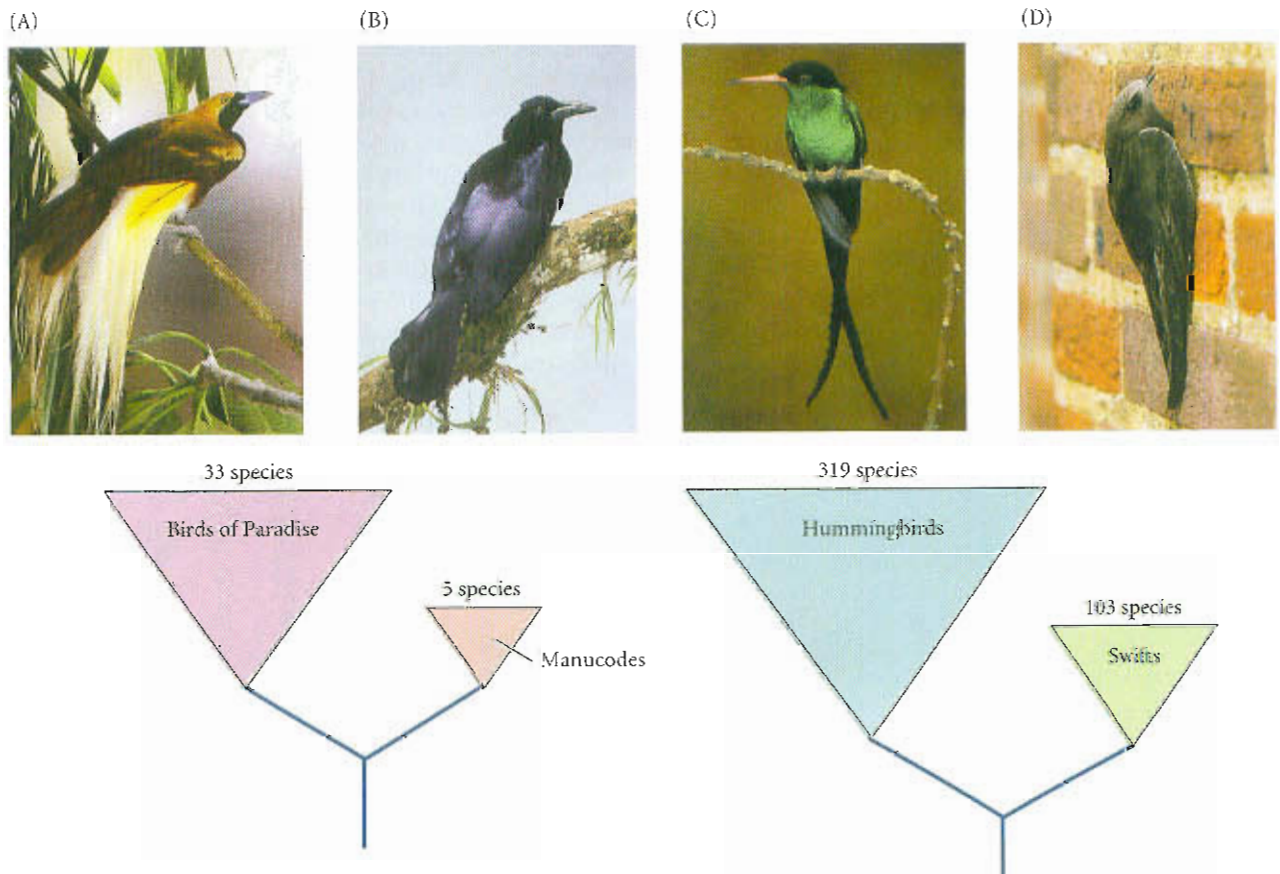 (A)
(B)
(C)
(D)
33 species
Birds of Paradise
5 species
Manucodes
319 species
Hummingbirds
103 species
Swifts